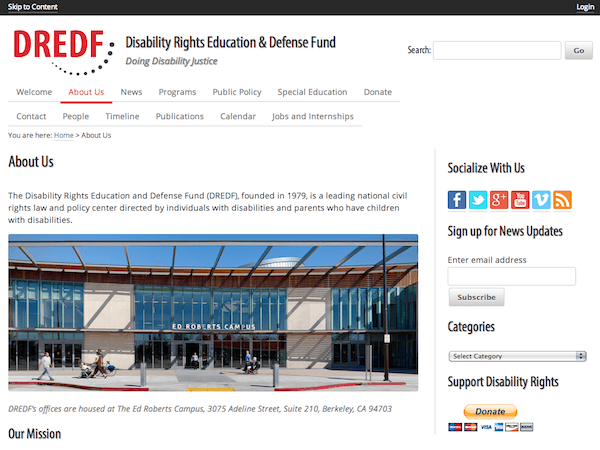 Skip to Content
Login
DREDF
Disability Rights Education & Defense Fund
Doing Disability Justice
Search:
Go
Welcome About Us News Programs Public Policy Special Education Donate
Contact People Timeline Publications Calendar Jobs and Internships
You are here: Home > About Us
About Us
The Disability Rights Education and Defense Fund (DREDF), founded in 1979, is a leading national civil
rights law and policy center directed by individuals with disabilities and parents who have children
with disabilities.
ED ROBERTS CAMPUS
DREDF's offices are housed at The Ed Roberts Campus, 3075 Adeline Street, Suite 210, Berkeley, CA 94703
Our Mission
Socialize With Us
Sign up for News Updates
Enter email address
Subscribe
Categories
Select Category
Support Disability Rights
Donate
VISA